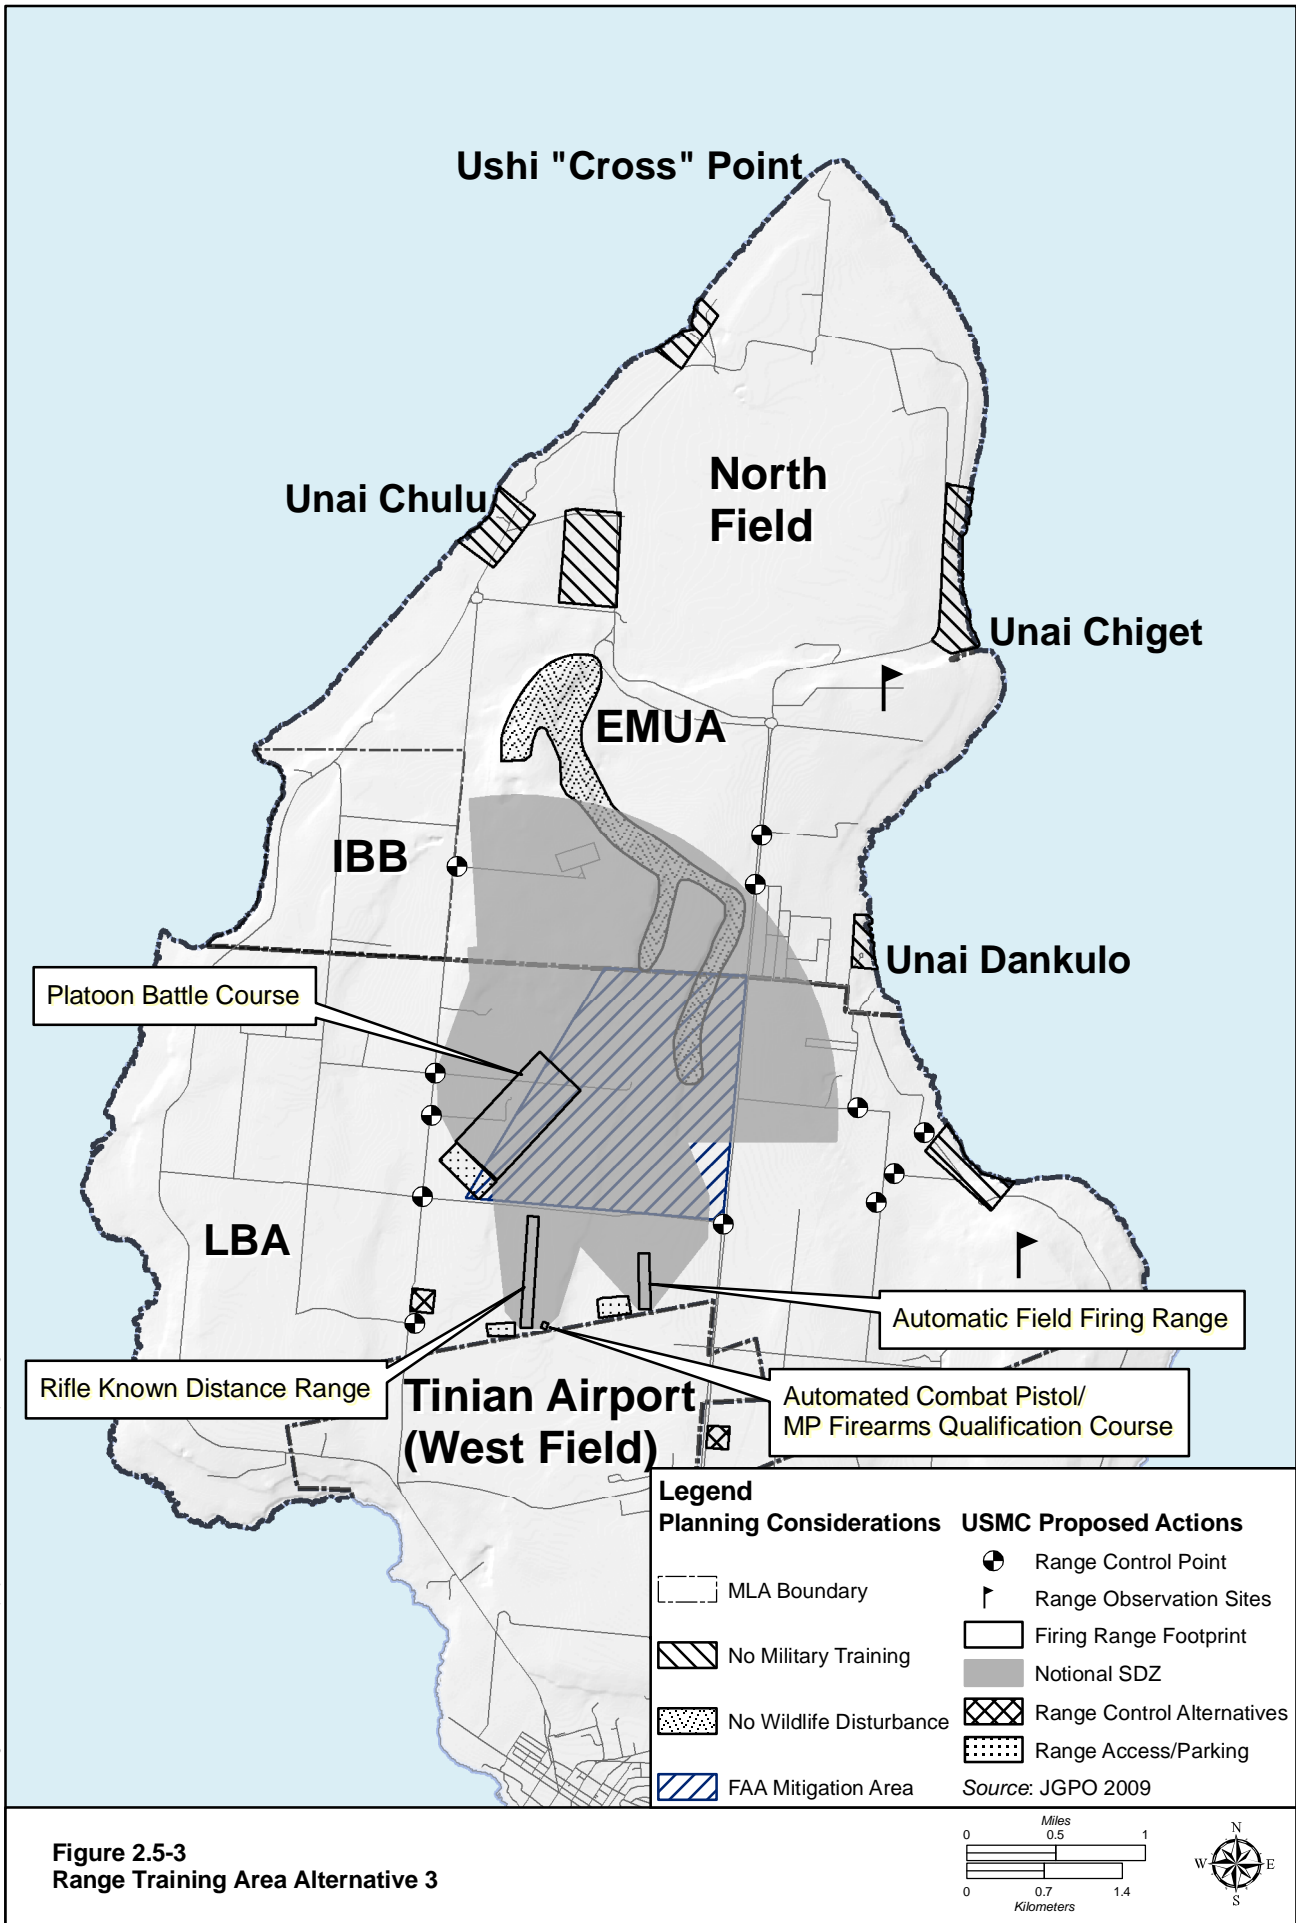 Ushi "Cross" Point
North
Field
Unai Chulu
Unai Chiget
EMUA
IBB
Unai Dankulo
Platoon Battle Course
LBA
Automatic Field Firing Range
Rifle Known Distance Range
Tinian Airport
(West Field)
Automated Combat Pistol/
MP Firearms Qualification Course
Legend
Planning Considerations
MLA Boundary
No Military Training
No Wildlife Disturbance
FAA Mitigation Area
USMC Proposed Actions
Range Control Point
Range Observation Sites
Firing Range Footprint
Notional SDZ
Range Control Alternatives
Range Access/Parking
Source: JGPO 2009
Figure 2.5-3
Range Training Area Alternative 3
Miles
0 0.5 1
0 0.7 1.4
Kilometers
N
W E
S